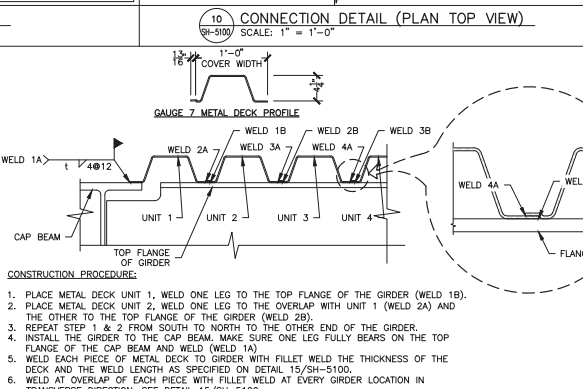 10
SH-5100
CONNECTION DETAIL (PLAN TOP VIEW)
SCALE: 1" = 1'-0"
13/16"
1'-0"
COVER WIDTH
GAUGE 7 METAL DECK PROFILE
WELD 1B
WELD 2B
WELD 3B
WELD 2A
WELD 3A
WELD 4A
WELD 1A
t
4@12
WELD 4A
UNIT 1
UNIT 2
UNIT 3
UNIT 4
CAP BEAM
TOP FLANGE
OF GIRDER
CONSTRUCTION PROCEDURE:
1. PLACE METAL DECK UNIT 1, WELD ONE LEG TO THE TOP FLANGE OF THE GIRDER (WELD 1B).
2. PLACE METAL DECK UNIT 2, WELD ONE LEG TO THE OVERLAP WITH UNIT 1 (WELD 2A) AND
THE OTHER TO THE TOP FLANGE OF THE GIRDER (WELD 2B).
3. REPEAT STEP 1 & 2 FROM SOUTH TO NORTH TO THE OTHER END OF THE GIRDER.
4. INSTALL THE GIRDER TO THE CAP BEAM. MAKE SURE ONE LEG FULLY BEARS ON THE TOP
FLANGE OF THE CAP BEAM AND WELD (WELD 1A)
5. WELD EACH PIECE OF METAL DECK TO GIRDER WITH FILLET WELD THE THICKNESS OF THE
DECK AND THE WELD LENGTH AS SPECIFIED ON DETAIL 15/SH-5100.
6. WELD AT OVERLAP OF EACH PIECE WITH FILLET WELD AT EVERY GIRDER LOCATION IN